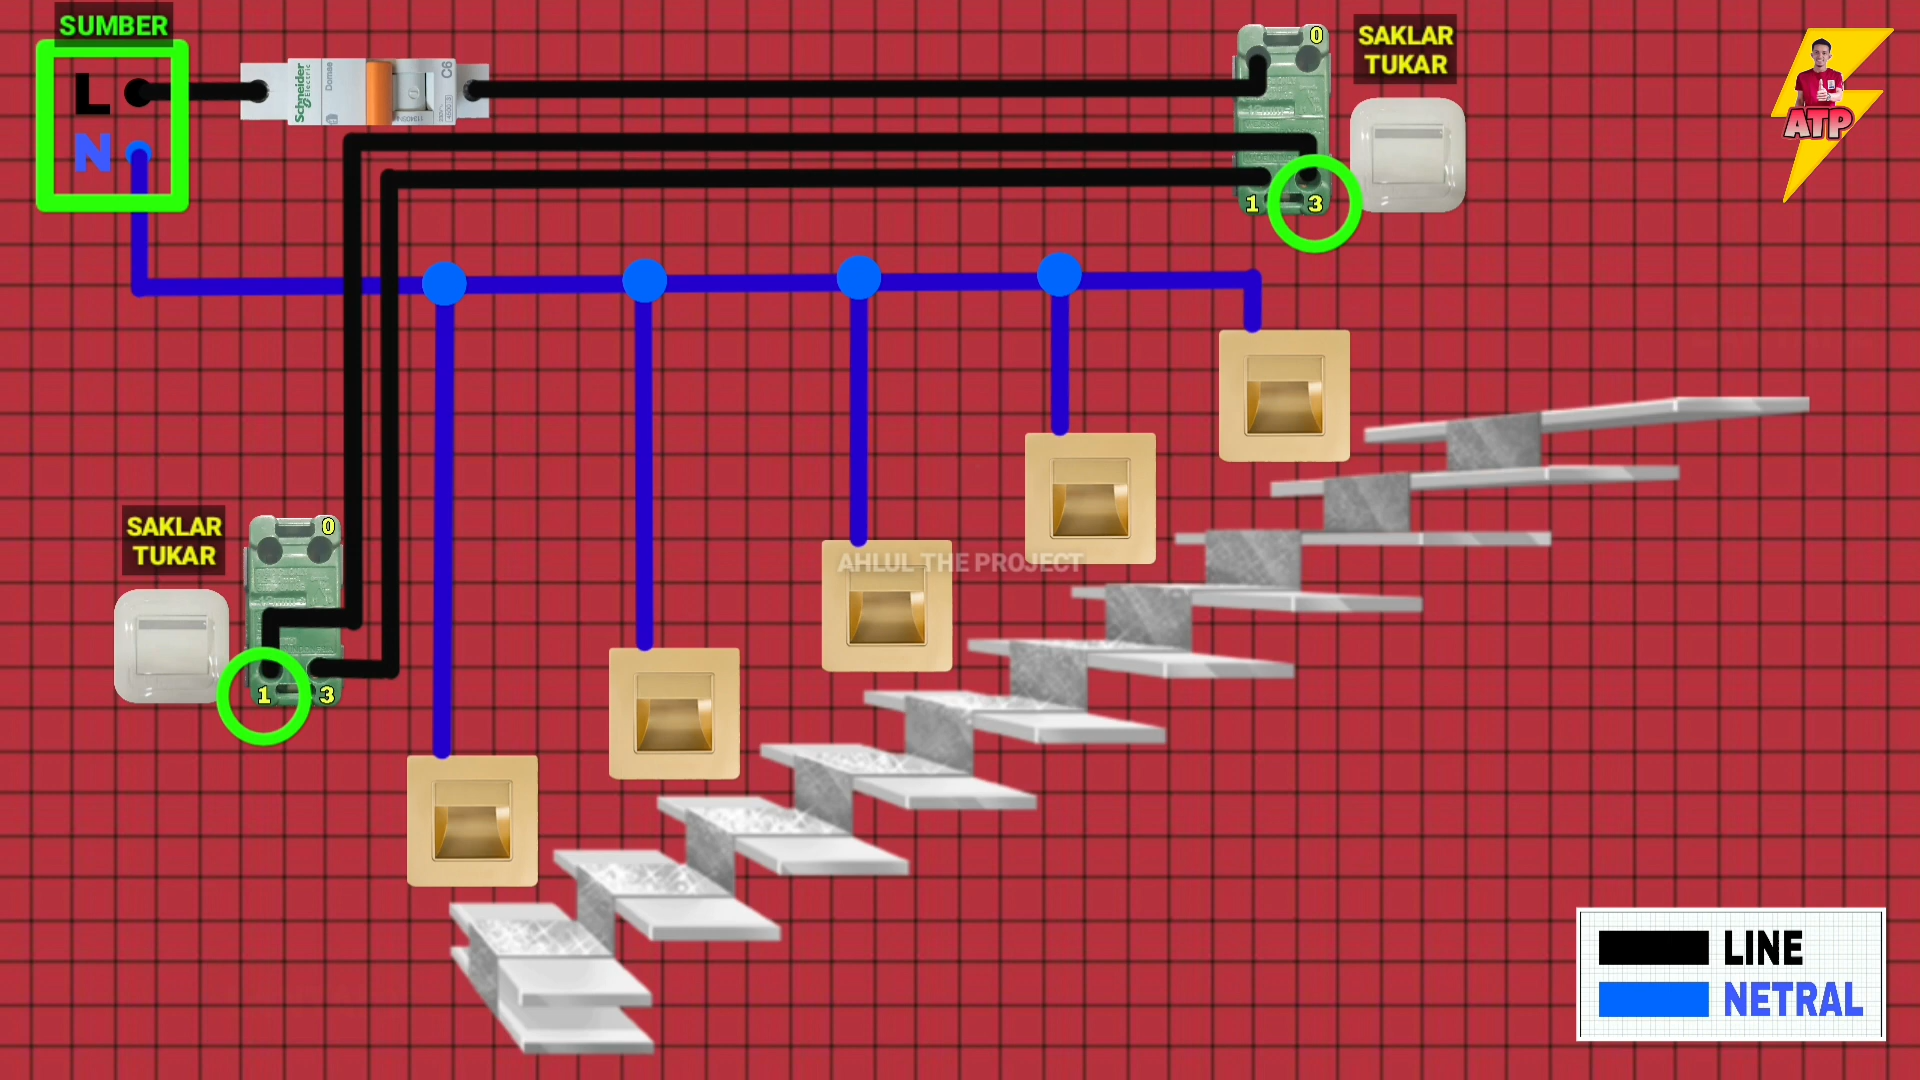 SUMBER
L
N
Schneider
Electric
Domae
C6
0
SAKLAR
TUKAR
1
3
ATP
SAKLAR
TUKAR
0
1
3
AHLUL THE PROJECT
LINE
NETRAL